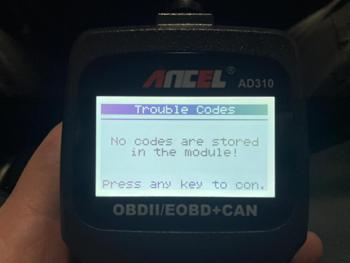 ANCEL®
AD310
Trouble Codes
No codes are stored
in the module!
Press any key to con.
OBDII/EOBD+CAN